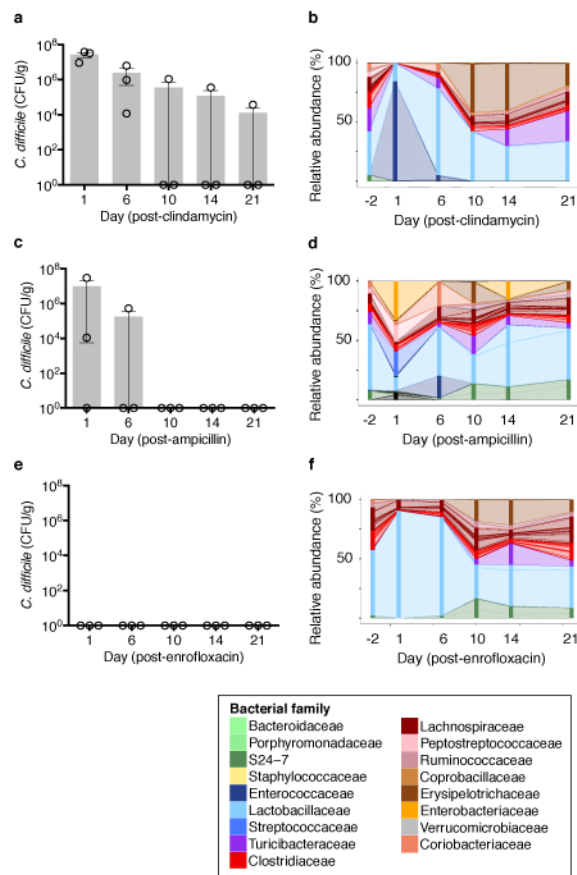 a
C. difficile (CFU/g)
10⁸
10⁶
10⁴
10²
10⁰
1 6 10 14 21
Day (post-clindamycin)
b
Relative abundance (%)
100
50
-2 1 6 10 14 21
Day (post-clindamycin)
c
C. difficile (CFU/g)
10⁸
10⁶
10⁴
10²
10⁰
1 6 10 14 21
Day (post-ampicillin)
d
Relative abundance (%)
100
50
-2 1 6 10 14 21
Day (post-ampicillin)
e
C. difficile (CFU/g)
10⁸
10⁶
10⁴
10²
10⁰
1 6 10 14 21
Day (post-enrofloxacin)
f
Relative abundance (%)
100
50
-2 1 6 10 14 21
Day (post-enrofloxacin)
Bacterial family
Bacteroidaceae
Porphyromonadaceae
S24-7
Staphylococcaceae
Enterococcaceae
Lactobacillaceae
Streptococcaceae
Turicibacteraceae
Clostridiaceae
Lachnospiraceae
Peptostreptococcaceae
Ruminococcaceae
Coprobacillaceae
Erysipelotrichaceae
Enterobacteriaceae
Verrucomicrobiaceae
Coriobacteriaceae